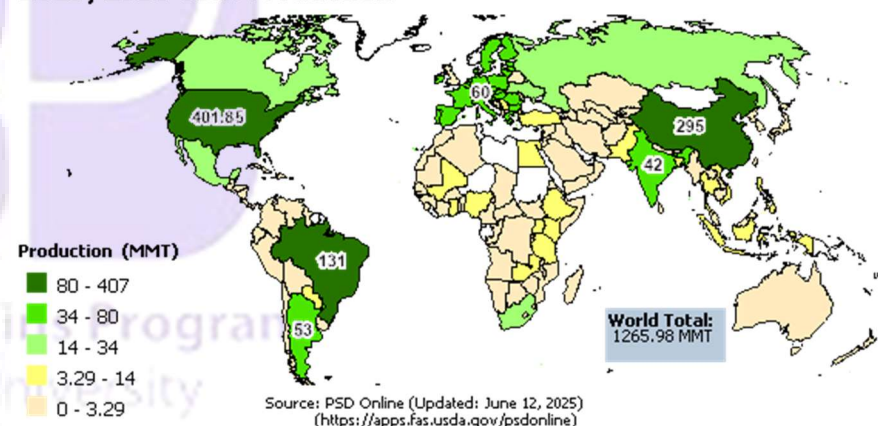 401.85
60
295
42
131
53
Production (MMT)
80 - 407
34 - 80
14 - 34
3.29 - 14
0 - 3.29
World Total:
1265.98 MMT
Source: PSD Online (Updated: June 12, 2025)
(https://apps.fas.usda.gov/psdonline)